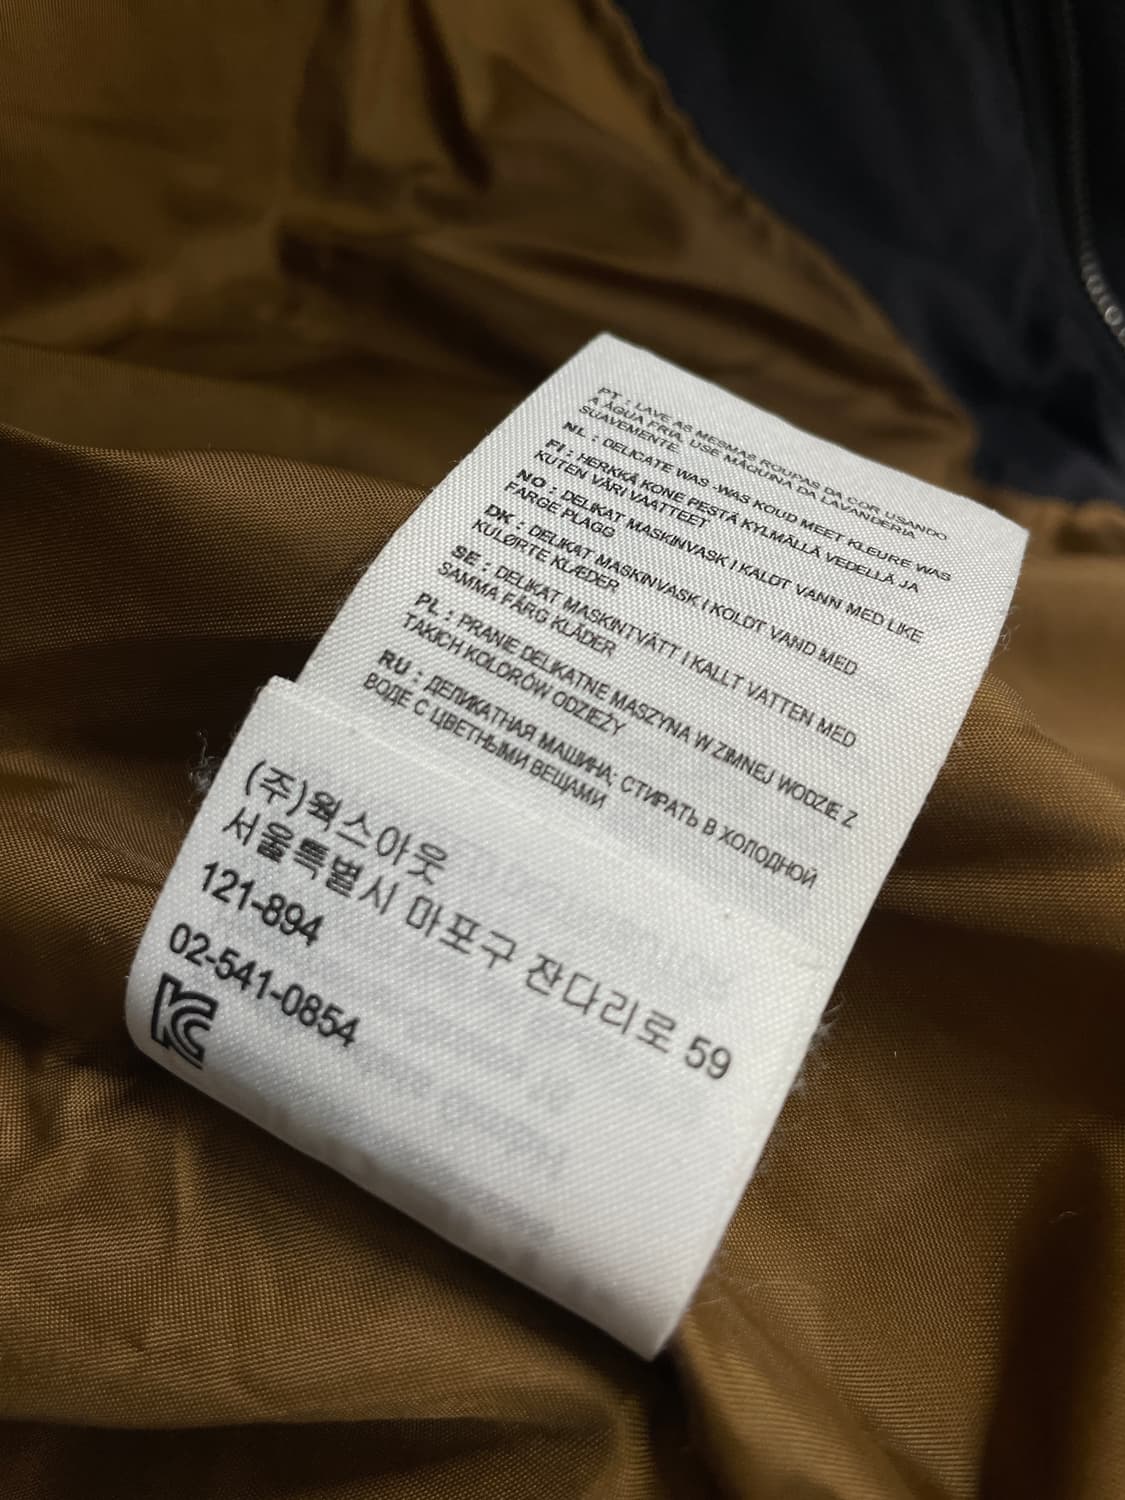 PT : LAVE AS MESMAS ROUPAS DA COR USANDO
A ÁGUA FRIA. USE MÁQUINA DA LAVANDERIA
SUAVEMENTE
NL : DELICATE WAS -WAS KOUD MEET KLEURE WAS
FI : HERKKÄ KONE PESTÄ KYLMÄLLÄ VEDELLÄ JA
KUTEN VÄRI VAATTEET
NO : DELIKAT MASKINVASK I KALDT VANN MED LIKE
FARGE PLAGG
DK : DELIKAT MASKINVASK I KOLDT VAND MED
KULØRTE KLÆDER
SE : DELIKAT MASKINTVÄTT I KALLT VATTEN MED
SAMMA FÄRG KLÄDER
PL : PRANIE DELIKATNE MASZYNA W ZIMNEJ WODZIE Z
TAKICH KOLORÓW ODZIEŻY
RU : ДЕЛИКАТНАЯ МАШИНА; СТИРАТЬ В ХОЛОДНОЙ
ВОДЕ С ЦВЕТНЫМИ ВЕЩАМИ
(주)웍스아웃
서울특별시 마포구 잔다리로 59
121-894
02-541-0854
KC